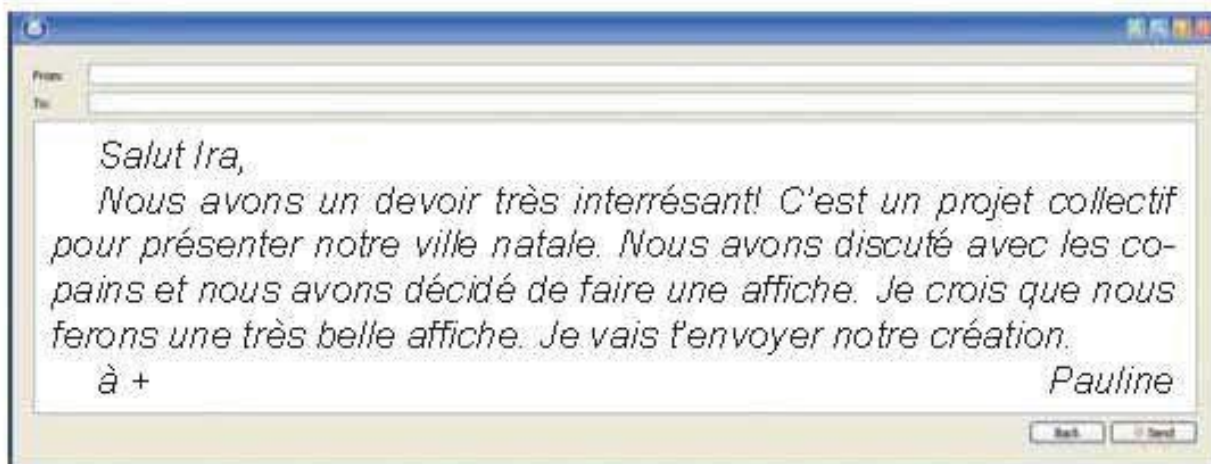 From:
To:
Salut Ira,
Nous avons un devoir très interrésant! C'est un projet collectif
pour présenter notre ville natale. Nous avons discuté avec les co-
pains et nous avons décidé de faire une affiche. Je crois que nous
ferons une très belle affiche. Je vais t'envoyer notre création.
à + Pauline
Back Send